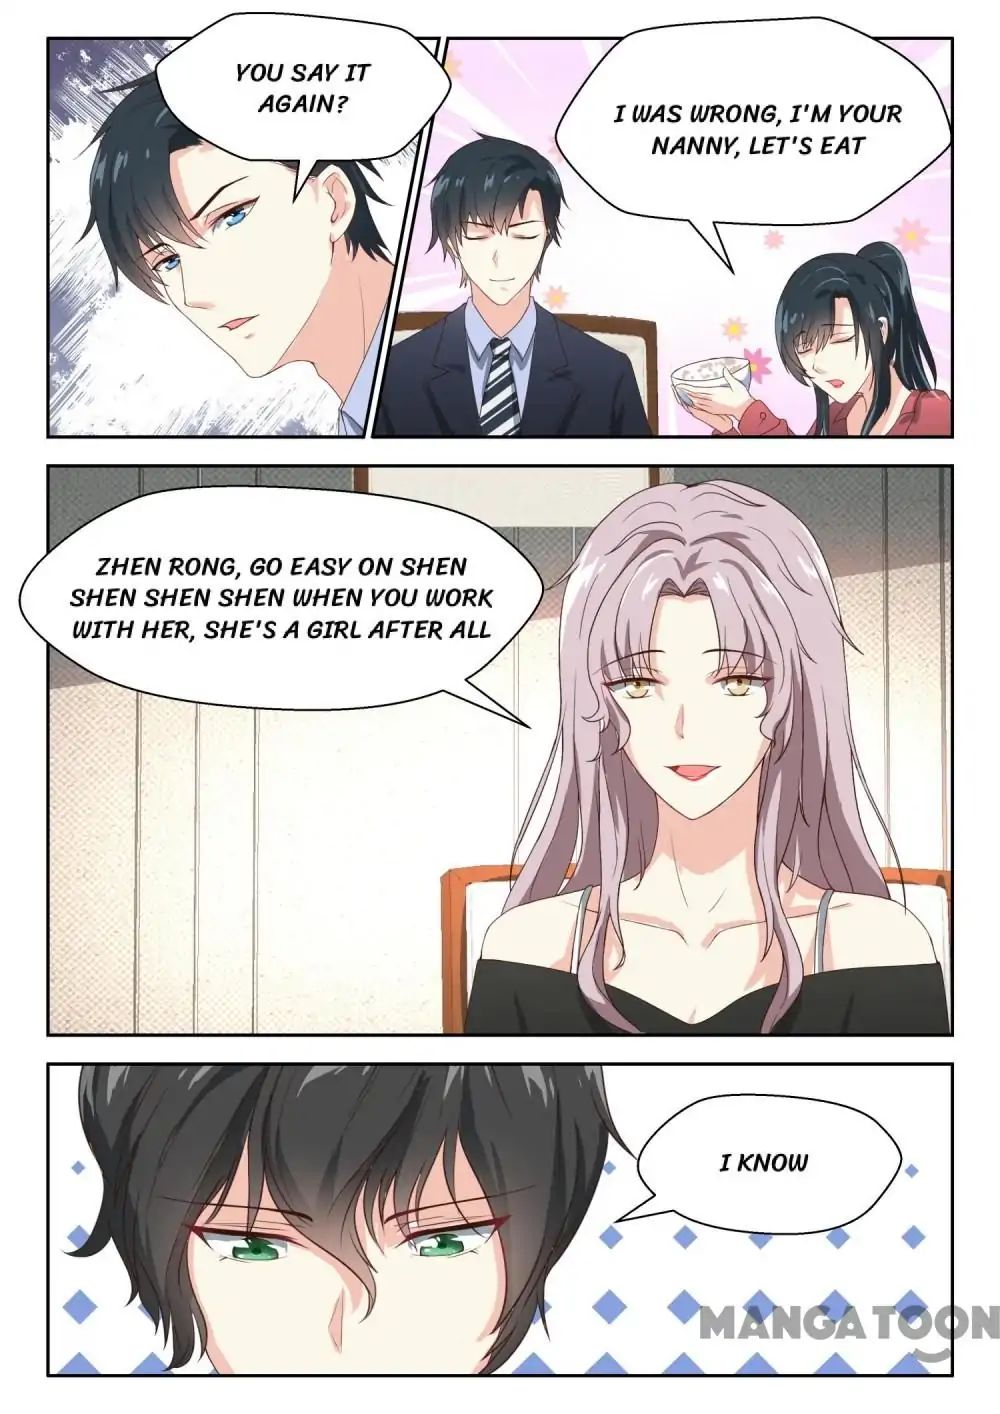 YOU SAY IT
AGAIN?
I WAS WRONG, I'M YOUR
NANNY, LET'S EAT
ZHEN RONG, GO EASY ON SHEN
SHEN SHEN SHEN WHEN YOU WORK
WITH HER, SHE'S A GIRL AFTER ALL
I KNOW
MANGATOON